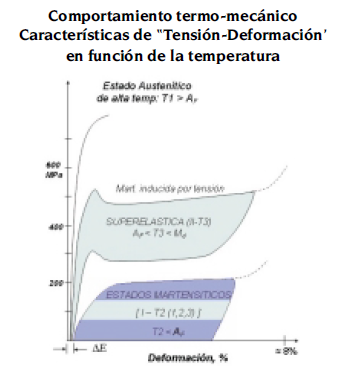 Comportamiento termo-mecánico
Características de "Tensión-Deformación'
en función de la temperatura
Estado Austenítico
de alta temp: T1 > AF
600
MPa
Mart. inducida por tensión
SUPERELASTICA (II-T3)
AF < T3 < Md
400
200
ESTADOS MARTENSITICOS
[ I – T2 (1,2,3) ]
T2 < AF
ΔE
Deformación, %
≈ 8%